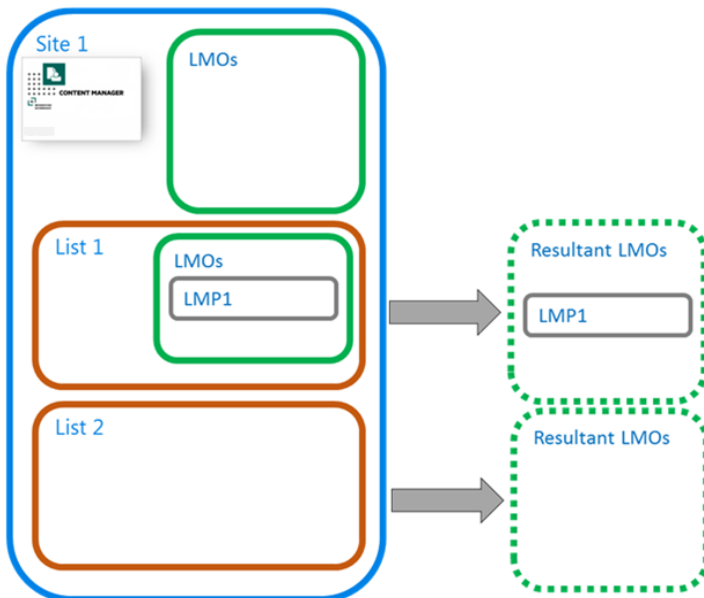 Site 1
CONTENT MANAGER
LMOs
List 1
LMOs
LMP1
Resultant LMOs
LMP1
List 2
Resultant LMOs